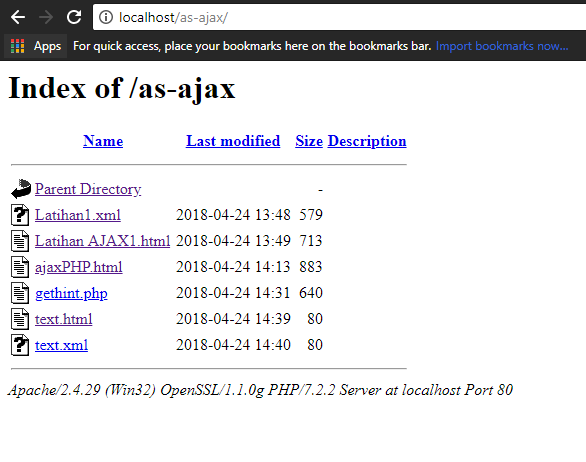 localhost/as-ajax/
Apps For quick access, place your bookmarks here on the bookmarks bar. Import bookmarks now...
Index of /as-ajax
Name Last modified Size Description
Parent Directory -
Latihan1.xml 2018-04-24 13:48 579
Latihan AJAX1.html 2018-04-24 13:49 713
ajaxPHP.html 2018-04-24 14:13 883
gethint.php 2018-04-24 14:31 640
text.html 2018-04-24 14:39 80
text.xml 2018-04-24 14:40 80
Apache/2.4.29 (Win32) OpenSSL/1.1.0g PHP/7.2.2 Server at localhost Port 80